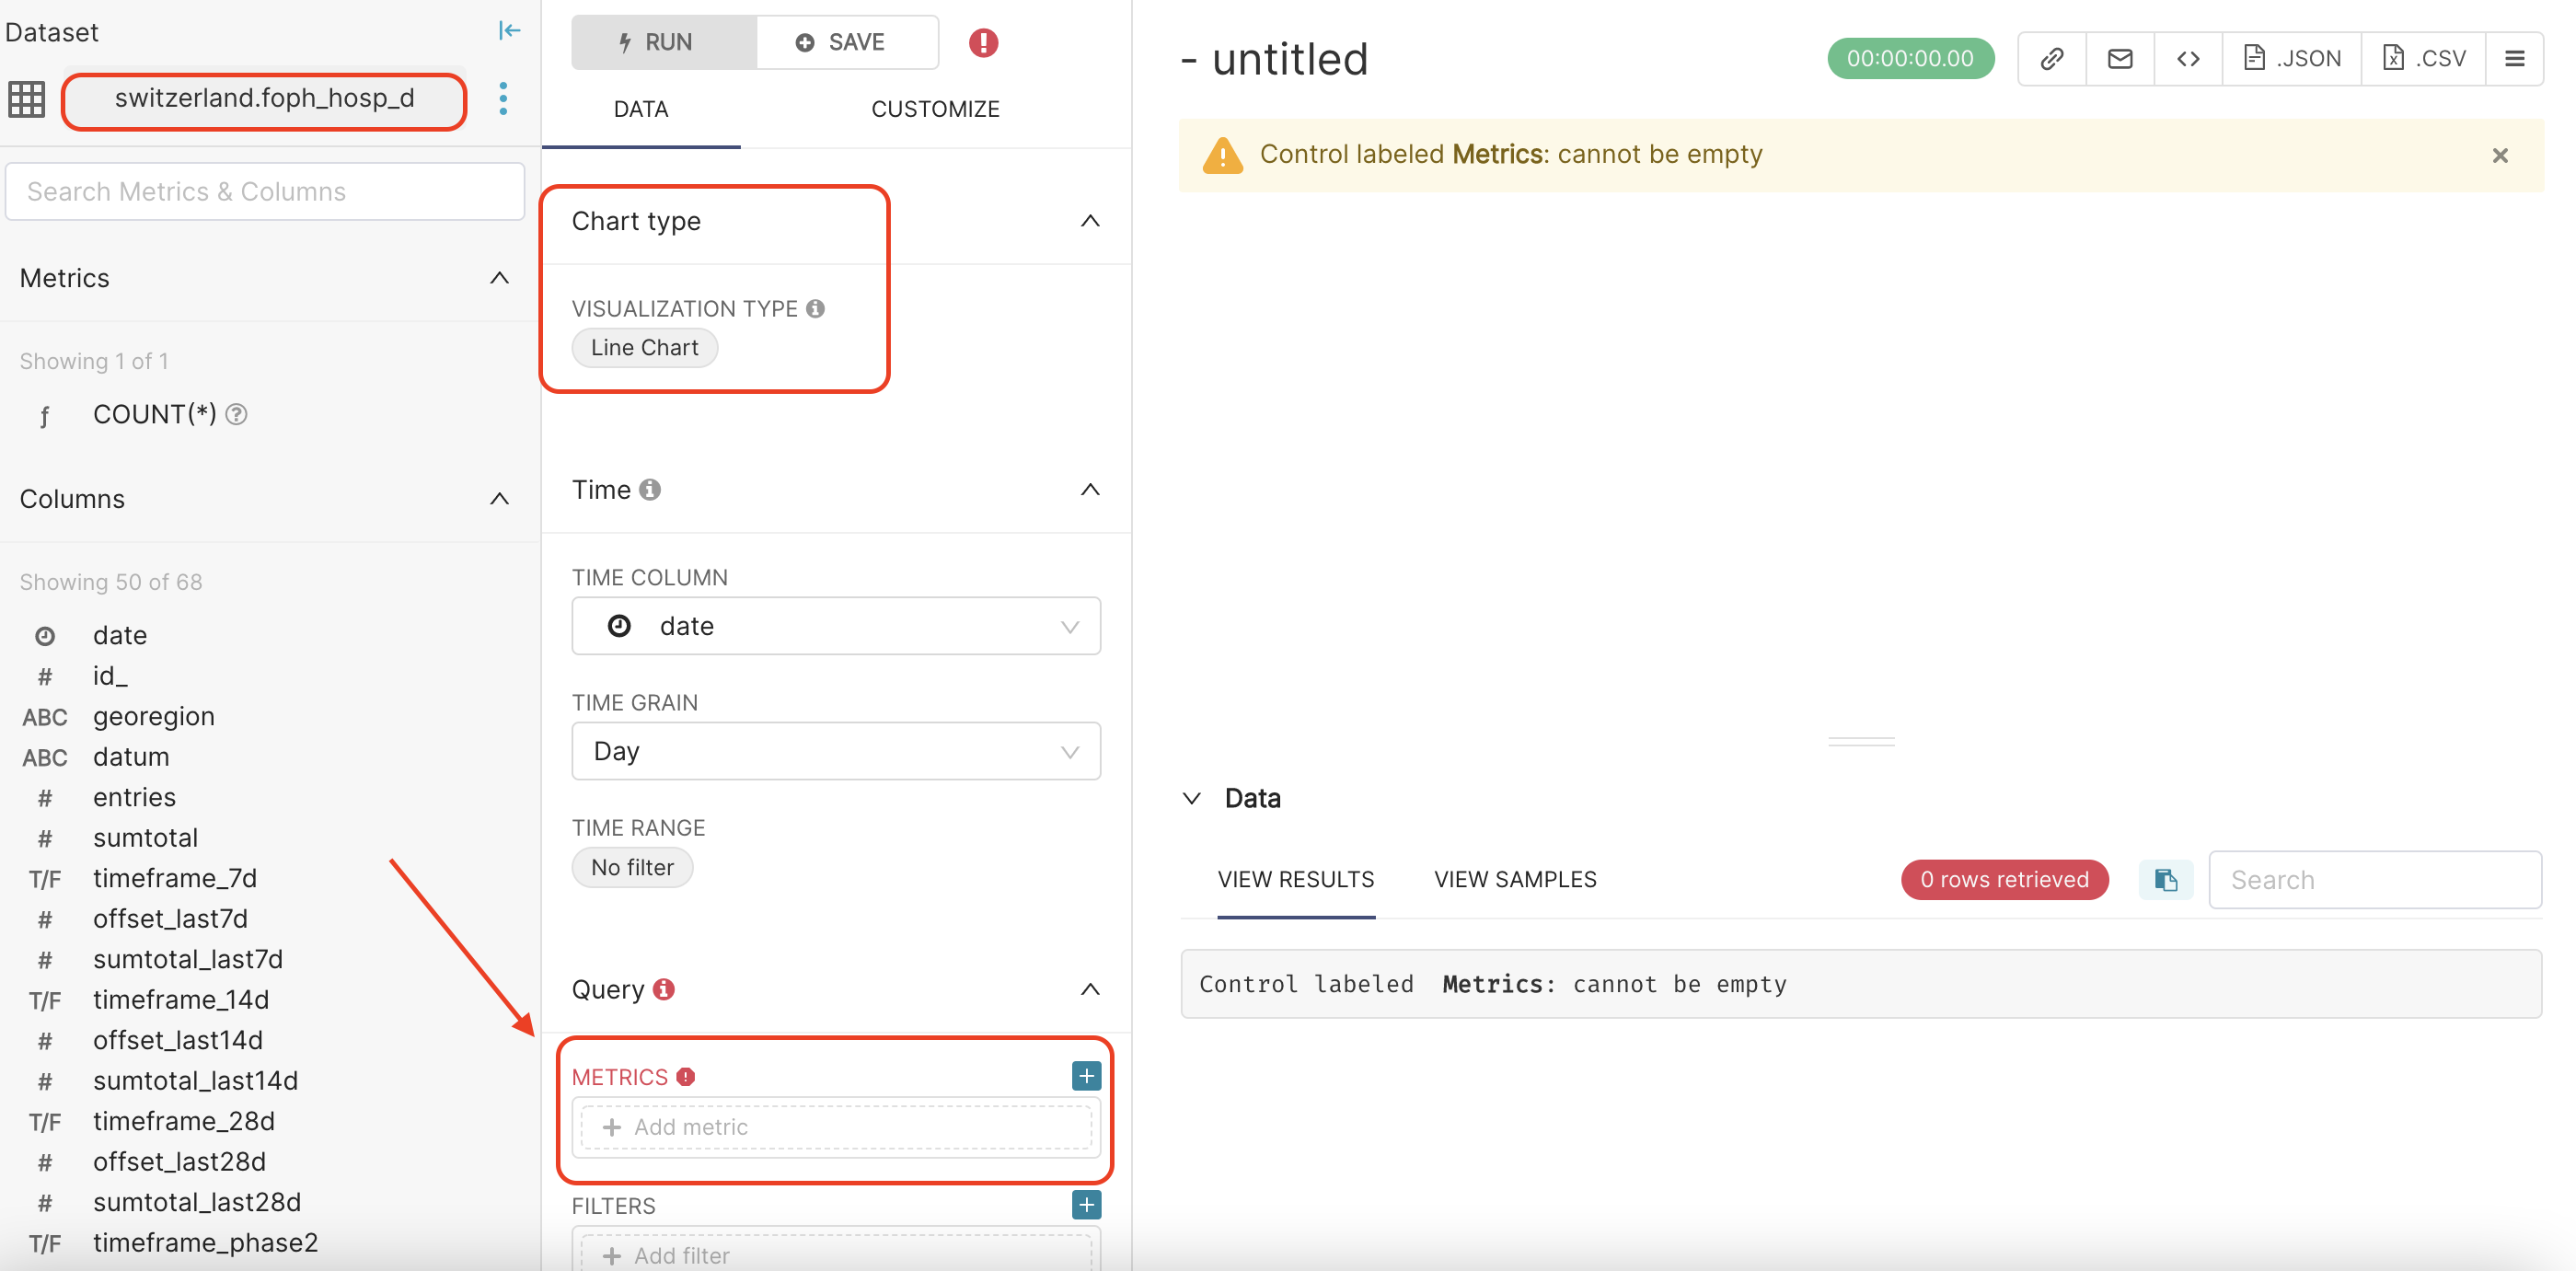 Dataset
switzerland.foph_hosp_d
Search Metrics & Columns
Metrics
Showing 1 of 1
ƒ COUNT(*)
Columns
Showing 50 of 68
date
# id_
ABC georegion
ABC datum
# entries
# sumtotal
T/F timeframe_7d
# offset_last7d
# sumtotal_last7d
T/F timeframe_14d
# offset_last14d
# sumtotal_last14d
T/F timeframe_28d
# offset_last28d
# sumtotal_last28d
T/F timeframe_phase2
RUN
SAVE
DATA
CUSTOMIZE
Chart type
VISUALIZATION TYPE
Line Chart
Time
TIME COLUMN
date
TIME GRAIN
Day
TIME RANGE
No filter
Query
METRICS
+ Add metric
FILTERS
+ Add filter
- untitled
00:00:00.00
.JSON
.CSV
Control labeled Metrics: cannot be empty
Data
VIEW RESULTS
VIEW SAMPLES
0 rows retrieved
Search
Control labeled Metrics: cannot be empty